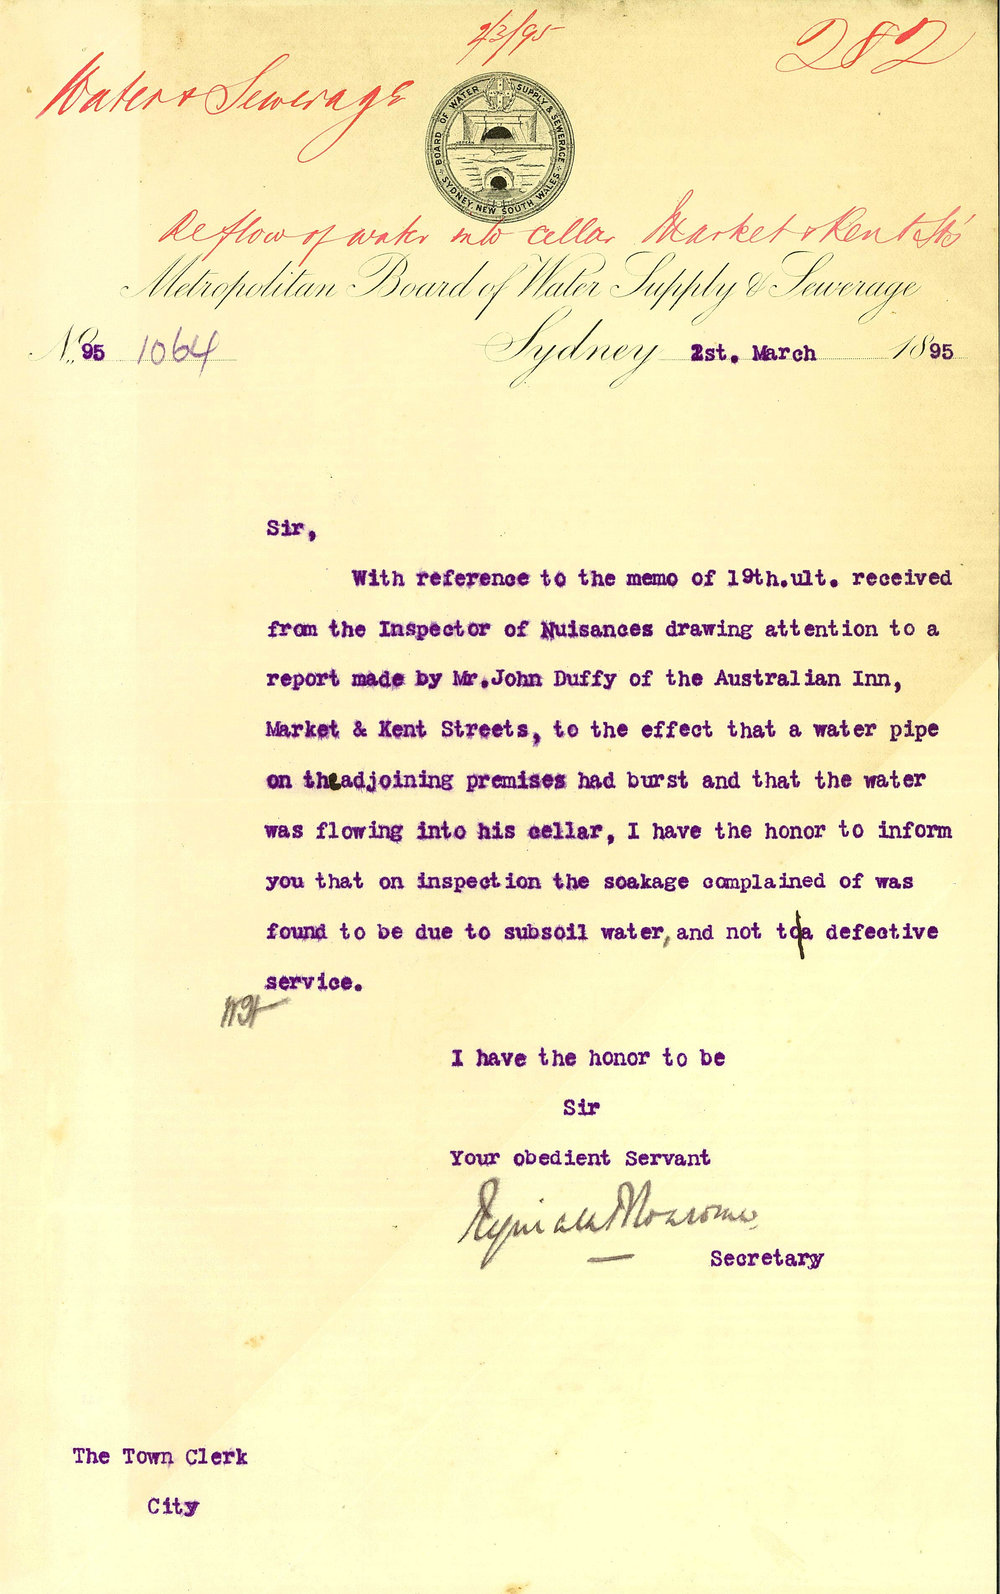 2/3/95
282
Water & Sewerage
BOARD OF WATER SUPPLY & SEWERAGE
SYDNEY, NEW SOUTH WALES
Re flow of water into cellar Market & Kent Sts
Metropolitan Board of Water Supply & Sewerage
No. 95 1064
Sydney 1st. March 1895
Sir,
With reference to the memo of 19th.ult. received
from the Inspector of Nuisances drawing attention to a
report made by Mr.John Duffy of the Australian Inn,
Market & Kent Streets, to the effect that a water pipe
on the adjoining premises had burst and that the water
was flowing into his cellar, I have the honor to inform
you that on inspection the soakage complained of was
found to be due to subsoil water, and not to a defective
service.
I have the honor to be
Sir
Your obedient Servant
Secretary
The Town Clerk
City